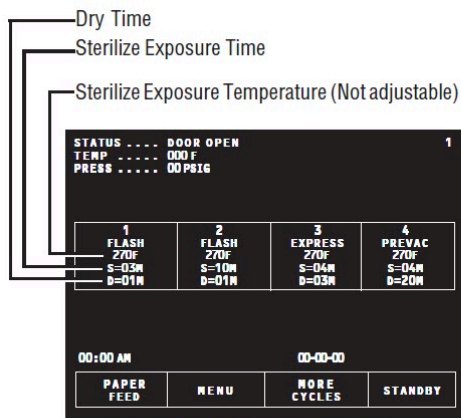 Dry Time
Sterilize Exposure Time
Sterilize Exposure Temperature (Not adjustable)
STATUS .... DOOR OPEN 1
TEMP ..... 000 F
PRESS ..... 00 PSIG
1 2 3 4
FLASH FLASH EXPRESS PREVAC
270F 270F 270F 270F
S=03M S=10M S=04M S=04M
D=01M D=01M D=03M D=20M
00:00 AM 00-00-00
PAPER FEED MENU MORE CYCLES STANDBY